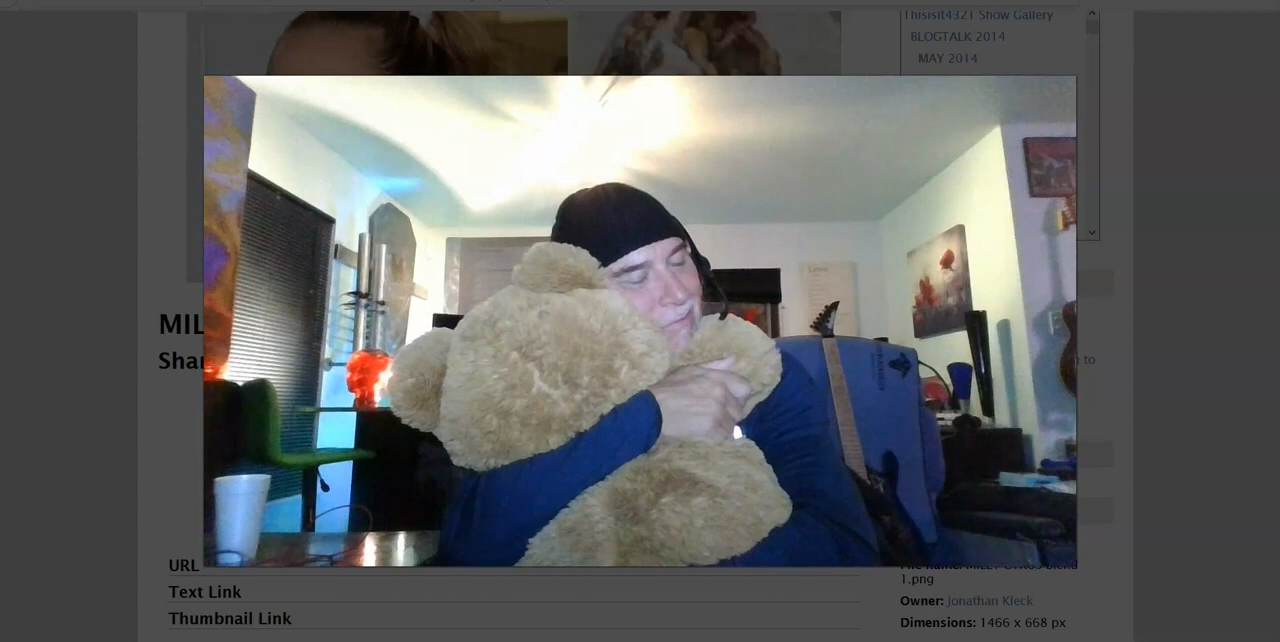 Thisisit4321 Show Gallery
BLOGTALK 2014
MAY 2014
MIL
Shar
to
URL
Text Link
Thumbnail Link
1.png
Owner: Jonathan Kleck
Dimensions: 1466 x 668 px